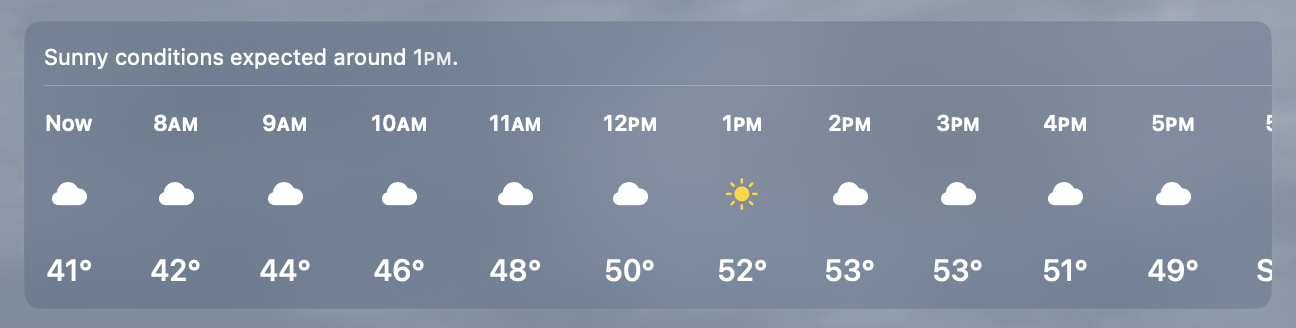 Sunny conditions expected around 1PM.
Now 8AM 9AM 10AM 11AM 12PM 1PM 2PM 3PM 4PM 5PM
41° 42° 44° 46° 48° 50° 52° 53° 53° 51° 49°